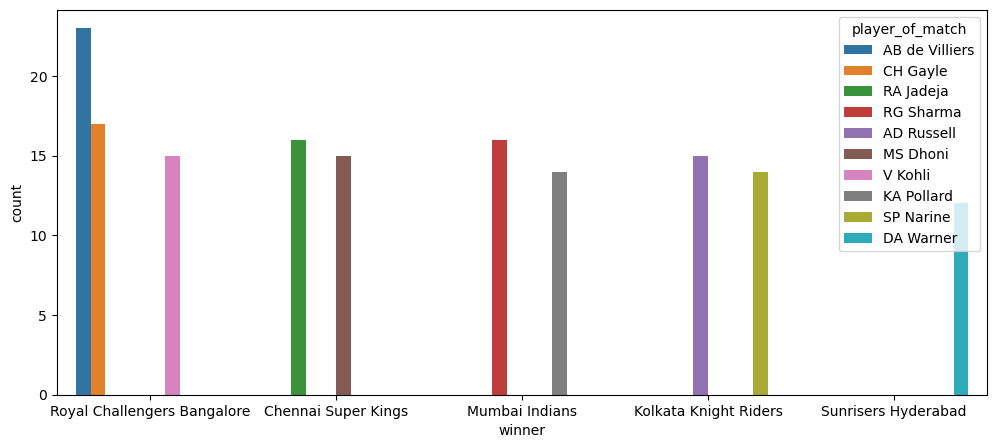 player_of_match
AB de Villiers
CH Gayle
RA Jadeja
RG Sharma
AD Russell
MS Dhoni
V Kohli
KA Pollard
SP Narine
DA Warner
count
20
15
10
5
0
Royal Challengers Bangalore
Chennai Super Kings
Mumbai Indians
Kolkata Knight Riders
Sunrisers Hyderabad
winner